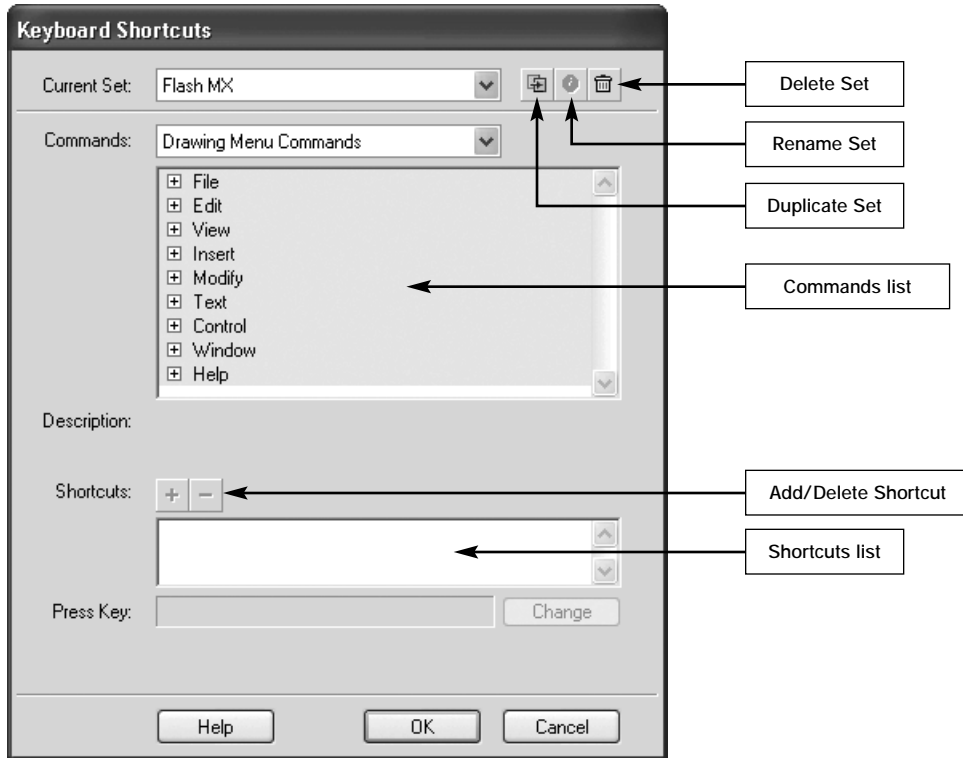 Keyboard Shortcuts
Current Set: Flash MX
Delete Set
Commands: Drawing Menu Commands
Rename Set
File
Edit
Duplicate Set
View
Insert
Modify
Commands list
Text
Control
Window
Help
Description:
Shortcuts: + −
Add/Delete Shortcut
Shortcuts list
Press Key: Change
Help OK Cancel